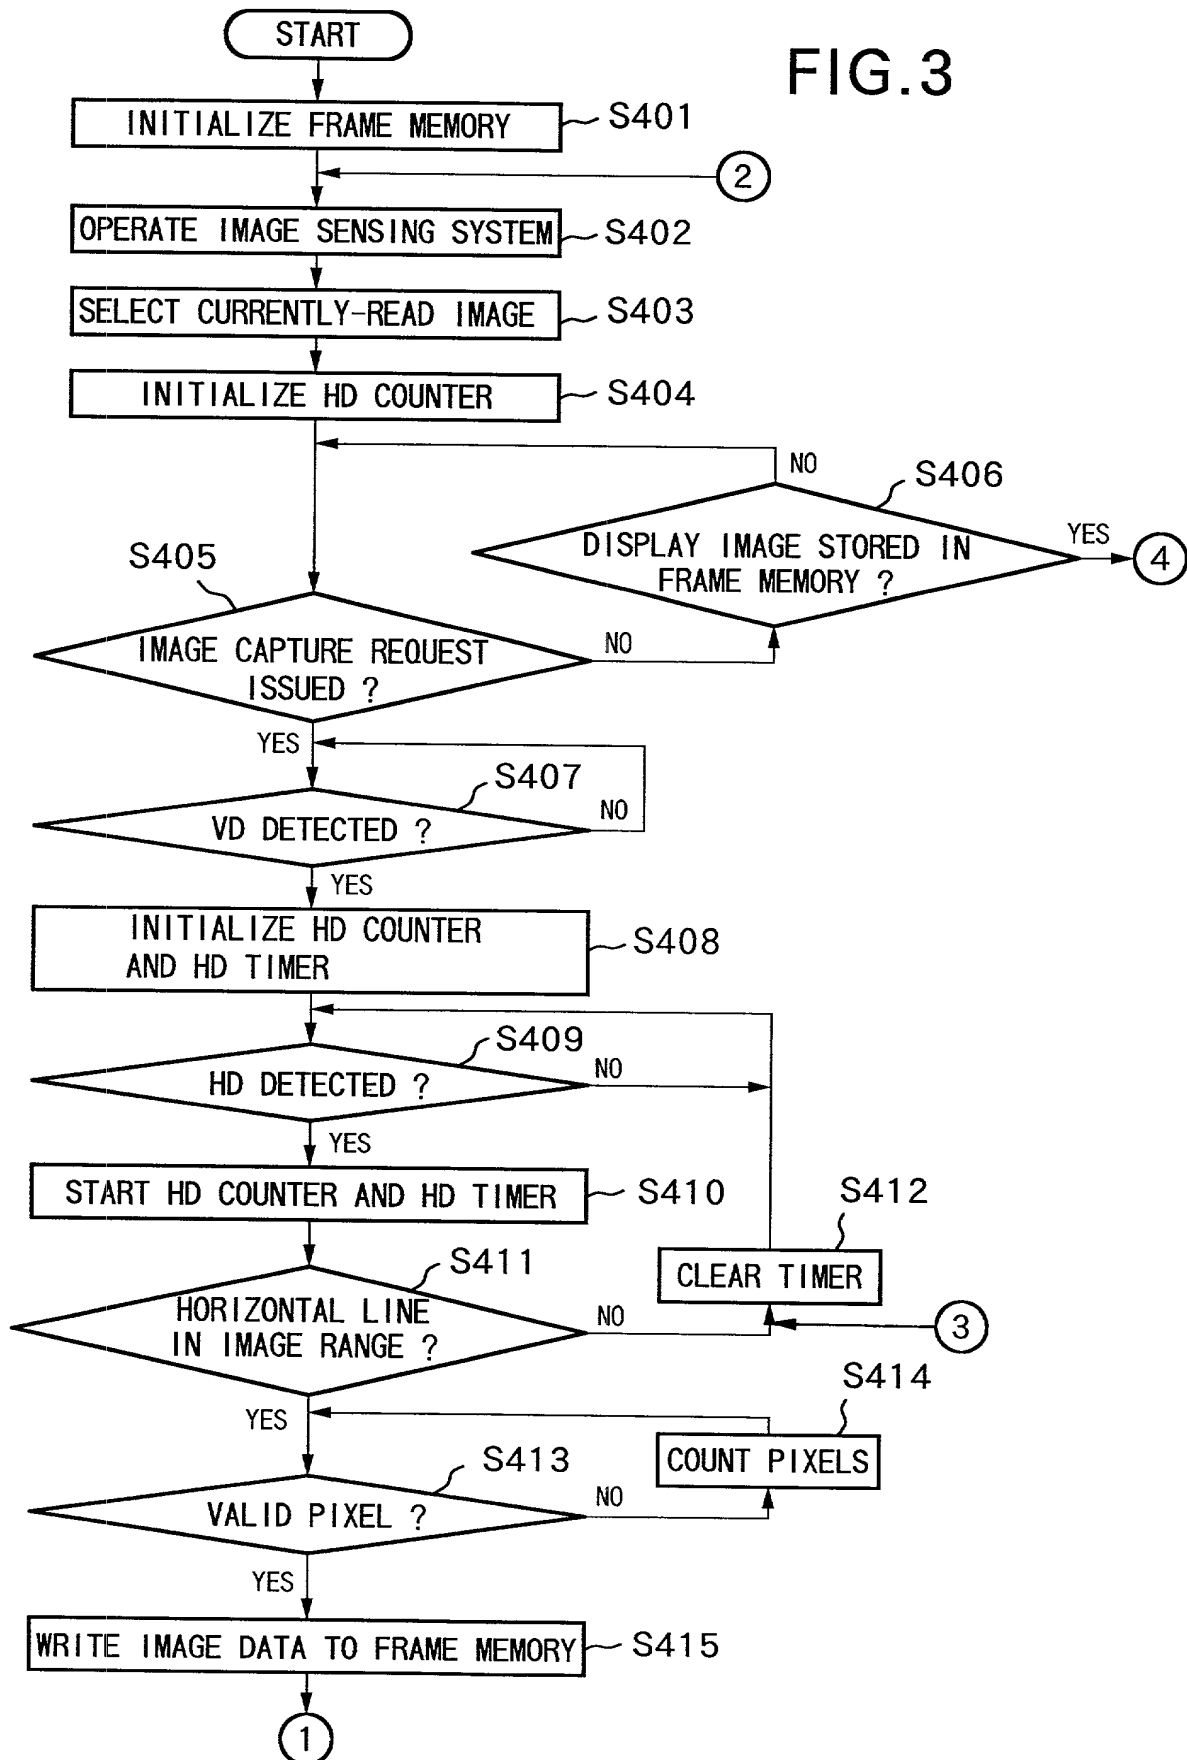 START
FIG.3
INITIALIZE FRAME MEMORY
S401
2
OPERATE IMAGE SENSING SYSTEM
S402
SELECT CURRENTLY-READ IMAGE
S403
INITIALIZE HD COUNTER
S404
NO
S406
DISPLAY IMAGE STORED IN
FRAME MEMORY ?
YES
4
S405
IMAGE CAPTURE REQUEST
ISSUED ?
NO
YES
S407
VD DETECTED ?
NO
YES
INITIALIZE HD COUNTER
AND HD TIMER
S408
S409
HD DETECTED ?
NO
YES
START HD COUNTER AND HD TIMER
S410
S412
CLEAR TIMER
S411
HORIZONTAL LINE
IN IMAGE RANGE ?
NO
3
YES
S414
COUNT PIXELS
S413
VALID PIXEL ?
NO
YES
WRITE IMAGE DATA TO FRAME MEMORY
S415
1